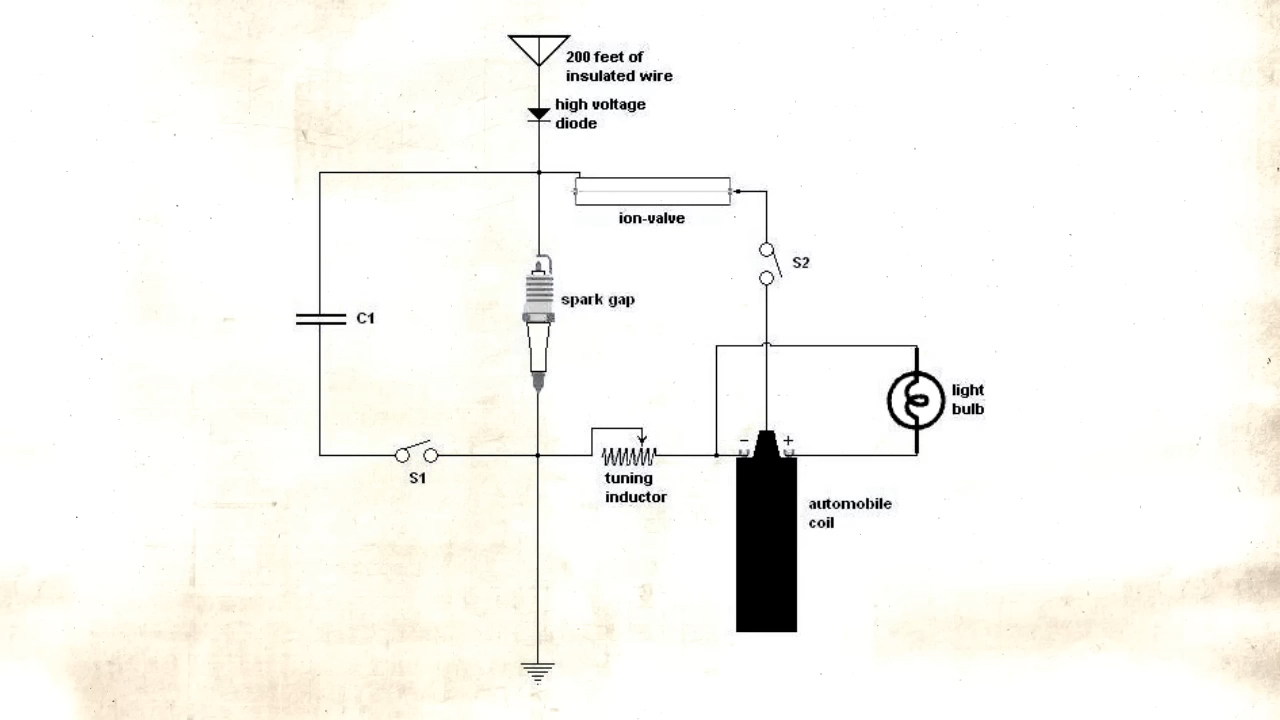 200 feet of
insulated wire
high voltage
diode
ion-valve
S2
spark gap
C1
light
bulb
- +
S1
tuning
inductor
automobile
coil